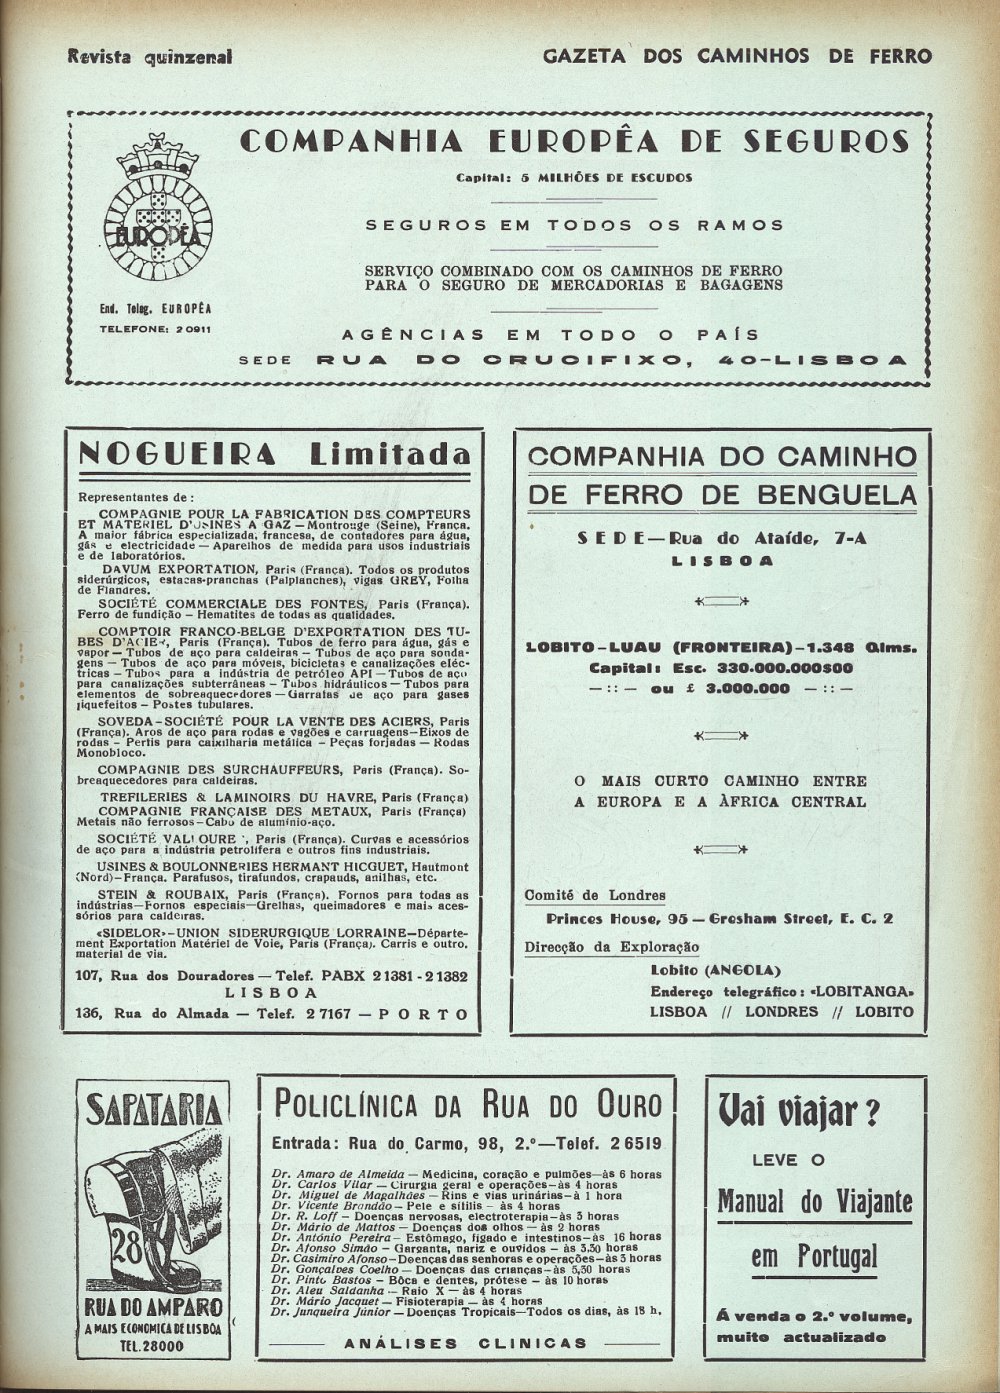 Revista quinzenal
GAZETA DOS CAMINHOS DE FERRO
COMPANHIA EUROPÊA DE SEGUROS
Capital: 5 MILHÕES DE ESCUDOS
SEGUROS EM TODOS OS RAMOS
SERVIÇO COMBINADO COM OS CAMINHOS DE FERRO
PARA O SEGURO DE MERCADORIAS E BAGAGENS
AGÊNCIAS EM TODO O PAÍS
SEDE RUA DO CRUCIFIXO, 40-LISBOA
EUROPÊA
End. Teleg. EUROPÊA
TELEFONE: 2 0911
NOGUEIRA Limitada
Representantes de:
COMPAGNIE POUR LA FABRICATION DES COMPTEURS
ET MATERIEL D'USINES A GAZ — Montrouge (Seine), França.
A maior fábrica especializada, francesa, de contadores para água,
gás e electricidade — Aparelhos de medida para usos industriais
e de laboratórios.
DAVUM EXPORTATION, Paris (França). Todos os produtos
siderúrgicos, estacas-pranchas (Palplanches), vigas GREY, Folha
de Flandres.
SOCIÉTÉ COMMERCIALE DES FONTES, Paris (França).
Ferro de fundição — Hematites de todas as qualidades.
COMPTOIR FRANCO-BELGE D'EXPORTATION DES TU-
BES D'ACIER, Paris (França). Tubos de ferro para água, gás e
vapor — Tubos de aço para caldeiras — Tubos de aço para sonda-
gens — Tubos de aço para móveis, bicicletas e canalizações eléc-
tricas — Tubos para a indústria de petróleo API — Tubos de aço
para canalizações subterrâneas — Tubos hidráulicos — Tubos para
elementos de sobreaquecedores — Garrafas de aço para gases
liquefeitos — Postes tubulares.
SOVEDA-SOCIÉTÉ POUR LA VENTE DES ACIERS, Paris
(França). Aros de aço para rodas e vagões e carruagens—Eixos de
rodas — Perfis para caixilharia metálica — Peças forjadas — Rodas
Monobloco.
COMPAGNIE DES SURCHAUFFEURS, Paris (França). So-
breaquecedores para caldeiras.
TREFILERIES & LAMINOIRS DU HAVRE, Paris (França)
COMPAGNIE FRANÇAISE DES METAUX, Paris (França)
Metais não ferrosos—Cabo de alumínio-aço.
SOCIÉTÉ VALLOUREC, Paris (França). Curvas e acessórios
de aço para a indústria petrolífera e outros fins industriais.
USINES & BOULONNERIES HERMANT HICGUET, Hautmont
(Nord)—França. Parafusos, tirafundos, crapauds, anilhas, etc.
STEIN & ROUBAIX, Paris (França). Fornos para todas as
indústrias—Fornos especiais—Grelhas, queimadores e mais aces-
sórios para caldeiras.
«SIDELOR»—UNION SIDERURGIQUE LORRAINE—Départe-
ment Exportation Matériel de Voie, Paris (França). Carris e outro.
material de via.
107, Rua dos Douradores — Telef. PABX 2 1381 - 2 1382
LISBOA
136, Rua do Almada — Telef. 2 7167 — PORTO
COMPANHIA DO CAMINHO
DE FERRO DE BENGUELA
SEDE—Rua do Ataíde, 7-A
LISBOA
LOBITO-LUAU (FRONTEIRA)-1.348 Qlms.
Capital: Esc. 330.000.000$00
— :: — ou £ 3.000.000 — :: —
O MAIS CURTO CAMINHO ENTRE
A EUROPA E A ÀFRICA CENTRAL
Comité de Londres
Princes House, 95 — Gresham Street, E. C. 2
Direcção da Exploração
Lobito (ANGOLA)
Endereço telegráfico: «LOBITANGA»
LISBOA // LONDRES // LOBITO
SAPATARIA
28
RUA DO AMPARO
A MAIS ECONOMICA DE LISBOA
TEL. 28000
POLICLÍNICA DA RUA DO OURO
Entrada: Rua do Carmo, 98, 2.º—Telef. 2 6519
Dr. Amaro de Almeida — Medicina, coração e pulmões—às 6 horas
Dr. Carlos Vilar — Cirurgia geral e operações—às 4 horas
Dr. Miguel de Magalhães — Rins e vias urinárias—à 1 hora
Dr. Vicente Brandão — Pele e sífilis — às 4 horas
Dr. R. Loff — Doenças nervosas, electroterapia—às 3 horas
Dr. Mário de Mattos — Doenças dos olhos — às 2 horas
Dr. António Pereira — Estômago, fígado e intestinos—às 16 horas
Dr. Afonso Simão — Garganta, nariz e ouvidos — às 3,30 horas
Dr. Casimiro Afonso—Doenças das senhoras e operações—às 3 horas
Dr. Gonçalves Coelho — Doenças das crianças—às 5,30 horas
Dr. Pinto Bastos — Bôca e dentes, prótese — às 10 horas
Dr. Aleu Saldanha — Raio X — às 4 horas
Dr. Mário Jacquet — Fisioterapia — às 4 horas
Dr. Junqueira Júnior — Doenças Tropicais—Todos os dias, às 18 h.
ANÁLISES CLINICAS
Vai viajar?
LEVE O
Manual do Viajante
em Portugal
Á venda o 2.º volume,
muito actualizado